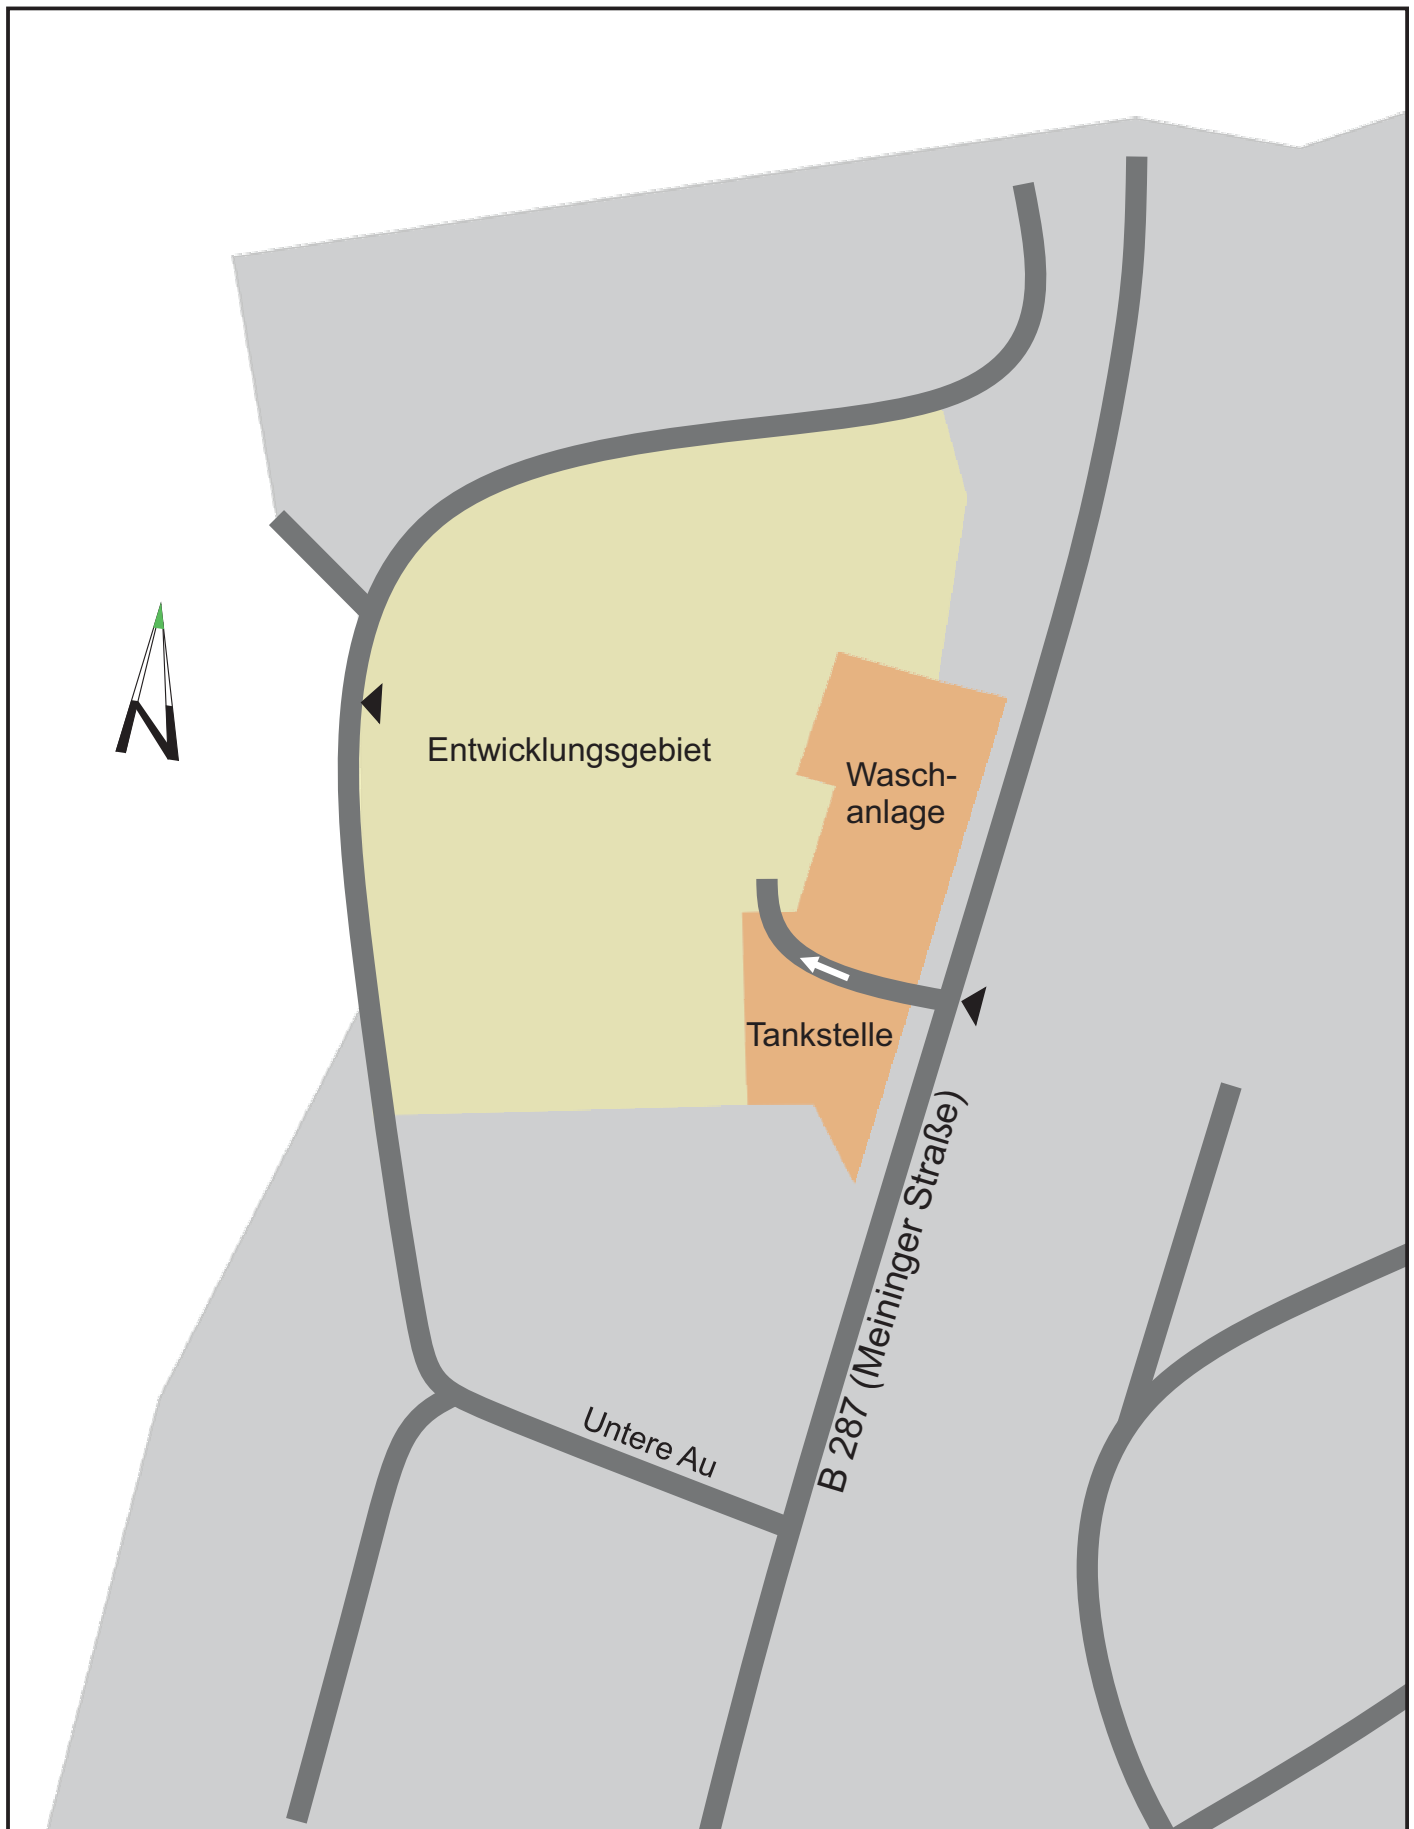 N
Entwicklungsgebiet
Wasch-
anlage
Tankstelle
B 287 (Meininger Straße)
Untere Au